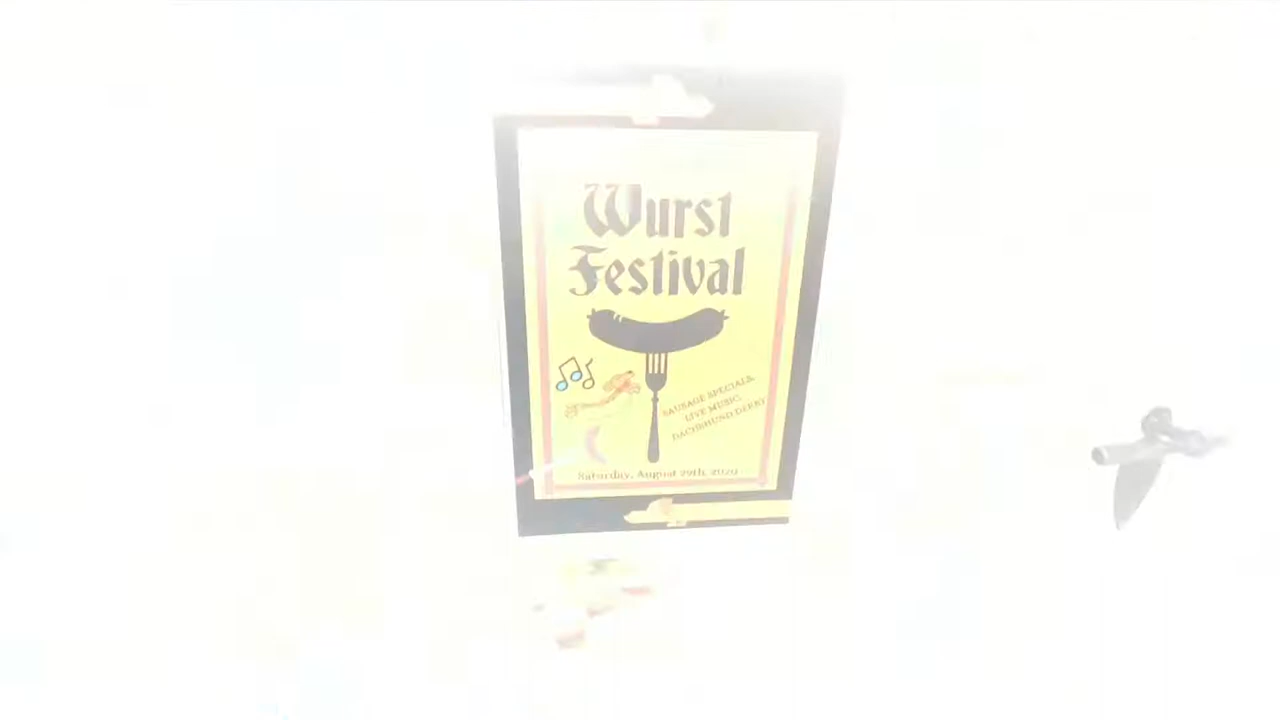 Wurst
Festival
SAUSAGE SPECIALS,
LIVE MUSIC,
DACHSHUND DERBY
Saturday, August 29th, 2020